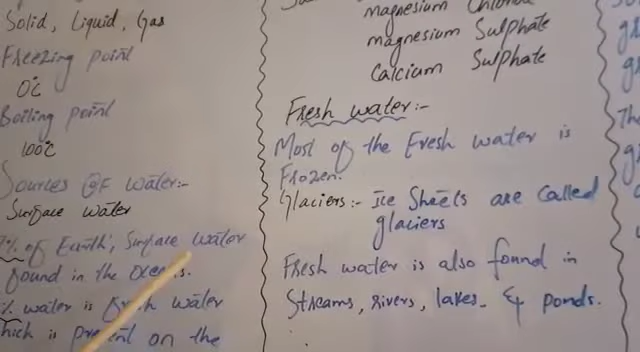 Solid, Liquid, Gas
Freezing point
0°c
Boiling point
100°c
Sources OF water:-
Surface water
% of Earth, Surface water
found in the
% water is fresh water
which is present on the
magnesium Chloride
magnesium Sulphate
Calcium Sulphate
Fresh water:-
Most of the Fresh water is
Frozen.
Glaciers:- Ice Sheets are called
glaciers
Fresh water is also found in
Streams, rivers, lakes & ponds.